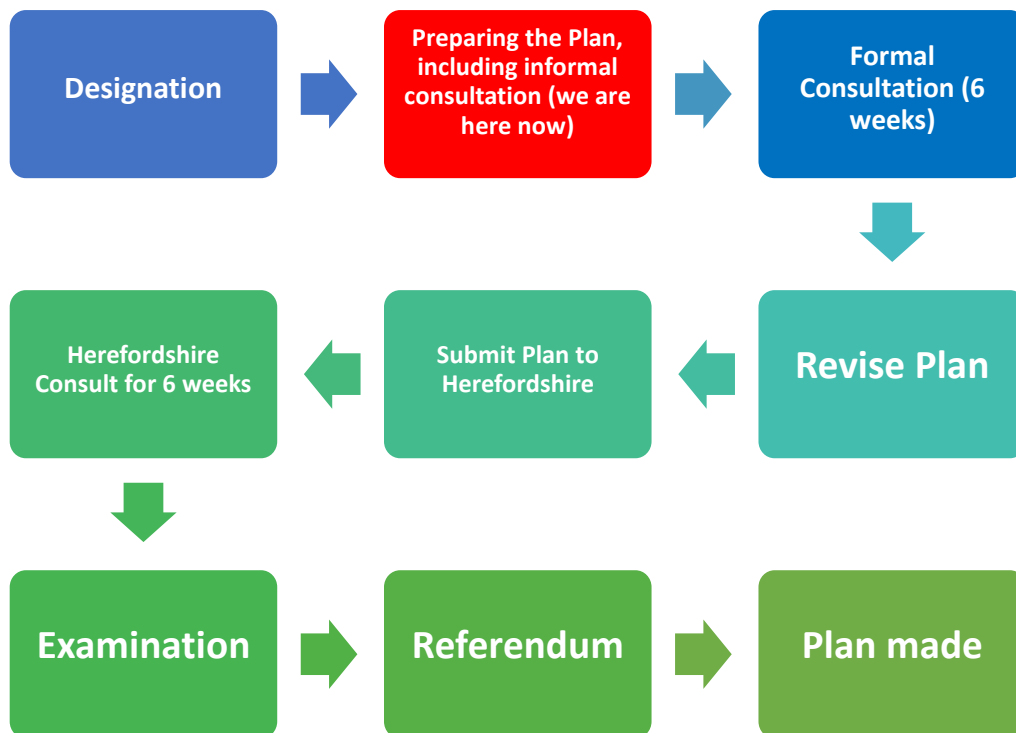 Designation
Preparing the Plan,
including informal
consultation (we are
here now)
Formal
Consultation (6
weeks)
Revise Plan
Submit Plan to
Herefordshire
Herefordshire
Consult for 6 weeks
Examination
Referendum
Plan made